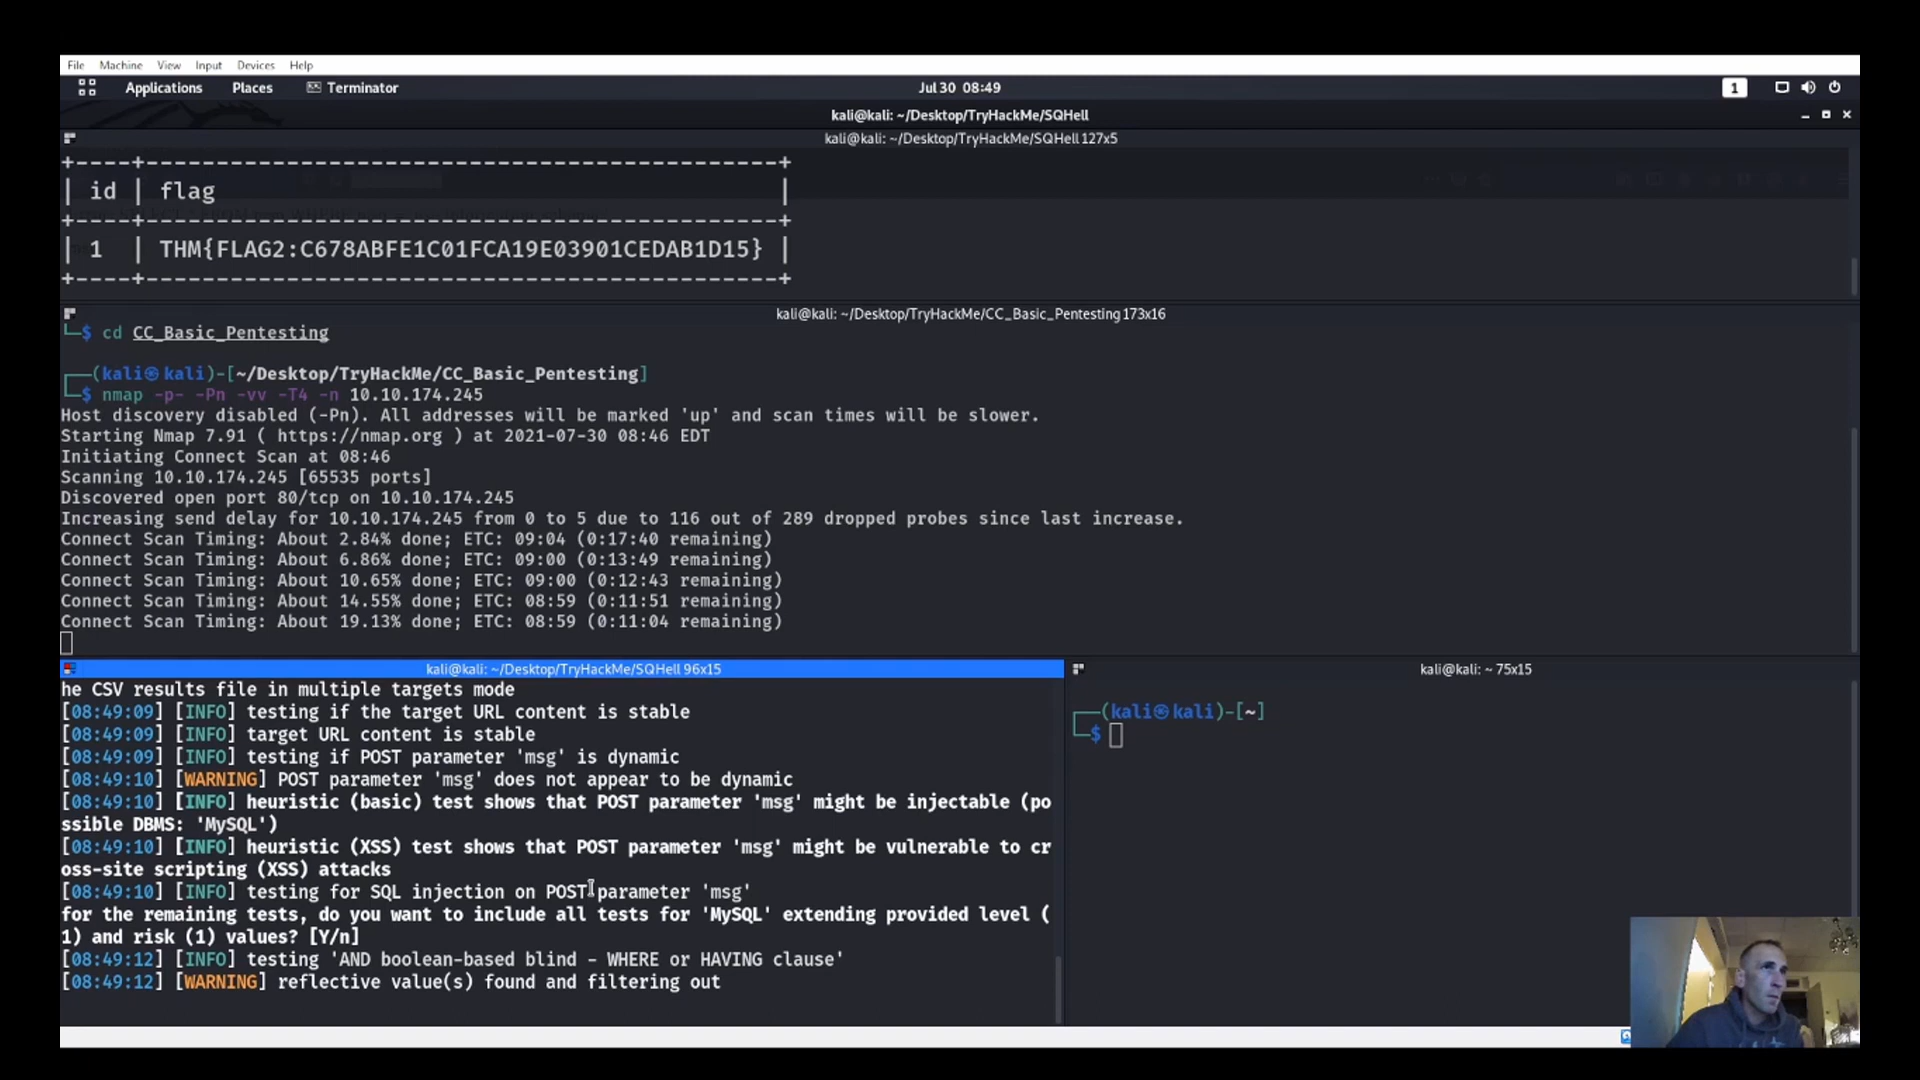 File Machine View Input Devices Help
Applications Places Terminator Jul 30 08:49 1
kali@kali: ~/Desktop/TryHackMe/SQHell
kali@kali: ~/Desktop/TryHackMe/SQHell 127x5
+----+--------------------------------------------+
| id | flag |
+----+--------------------------------------------+
| 1 | THM{FLAG2:C678ABFE1C01FCA19E03901CEDAB1D15} |
+----+--------------------------------------------+
kali@kali: ~/Desktop/TryHackMe/CC_Basic_Pentesting 173x16
└─$ cd CC_Basic_Pentesting
┌──(kali㉿kali)-[~/Desktop/TryHackMe/CC_Basic_Pentesting]
└─$ nmap -p- -Pn -vv -T4 -n 10.10.174.245
Host discovery disabled (-Pn). All addresses will be marked 'up' and scan times will be slower.
Starting Nmap 7.91 ( https://nmap.org ) at 2021-07-30 08:46 EDT
Initiating Connect Scan at 08:46
Scanning 10.10.174.245 [65535 ports]
Discovered open port 80/tcp on 10.10.174.245
Increasing send delay for 10.10.174.245 from 0 to 5 due to 116 out of 289 dropped probes since last increase.
Connect Scan Timing: About 2.84% done; ETC: 09:04 (0:17:40 remaining)
Connect Scan Timing: About 6.86% done; ETC: 09:00 (0:13:49 remaining)
Connect Scan Timing: About 10.65% done; ETC: 09:00 (0:12:43 remaining)
Connect Scan Timing: About 14.55% done; ETC: 08:59 (0:11:51 remaining)
Connect Scan Timing: About 19.13% done; ETC: 08:59 (0:11:04 remaining)
kali@kali: ~/Desktop/TryHackMe/SQHell 96x15
he CSV results file in multiple targets mode
[08:49:09] [INFO] testing if the target URL content is stable
[08:49:09] [INFO] target URL content is stable
[08:49:09] [INFO] testing if POST parameter 'msg' is dynamic
[08:49:10] [WARNING] POST parameter 'msg' does not appear to be dynamic
[08:49:10] [INFO] heuristic (basic) test shows that POST parameter 'msg' might be injectable (po
ssible DBMS: 'MySQL')
[08:49:10] [INFO] heuristic (XSS) test shows that POST parameter 'msg' might be vulnerable to cr
oss-site scripting (XSS) attacks
[08:49:10] [INFO] testing for SQL injection on POST parameter 'msg'
for the remaining tests, do you want to include all tests for 'MySQL' extending provided level (
1) and risk (1) values? [Y/n]
[08:49:12] [INFO] testing 'AND boolean-based blind - WHERE or HAVING clause'
[08:49:12] [WARNING] reflective value(s) found and filtering out
kali@kali: ~ 75x15
┌──(kali㉿kali)-[~]
└─$